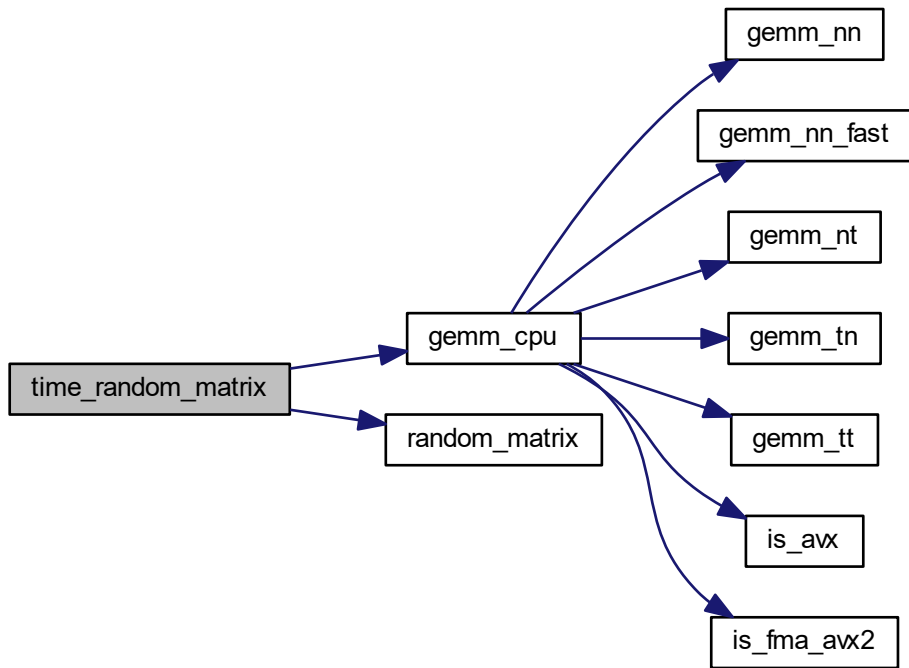 gemm_nn
gemm_nn_fast
gemm_nt
gemm_cpu
gemm_tn
time_random_matrix
random_matrix
gemm_tt
is_avx
is_fma_avx2